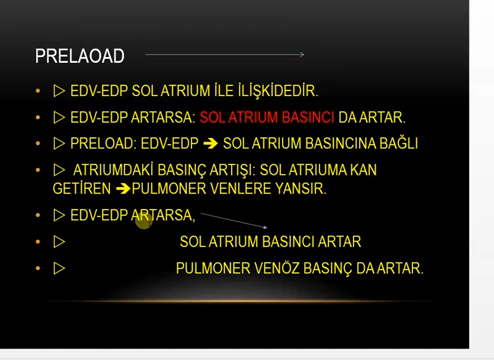 PRELAOAD
• ▷ EDV-EDP SOL ATRIUM İLE İLİŞKİDEDİR.
• ▷ EDV-EDP ARTARSA: SOL ATRIUM BASINCI DA ARTAR.
• ▷ PRELOAD: EDV-EDP ➔ SOL ATRIUM BASINCINA BAĞLI
• ▷ ATRIUMDAKİ BASINÇ ARTIŞI: SOL ATRIUMA KAN
GETİREN ➔PULMONER VENLERE YANSIR.
• ▷ EDV-EDP ARTARSA,
• ▷ SOL ATRIUM BASINCI ARTAR
• ▷ PULMONER VENÖZ BASINÇ DA ARTAR.